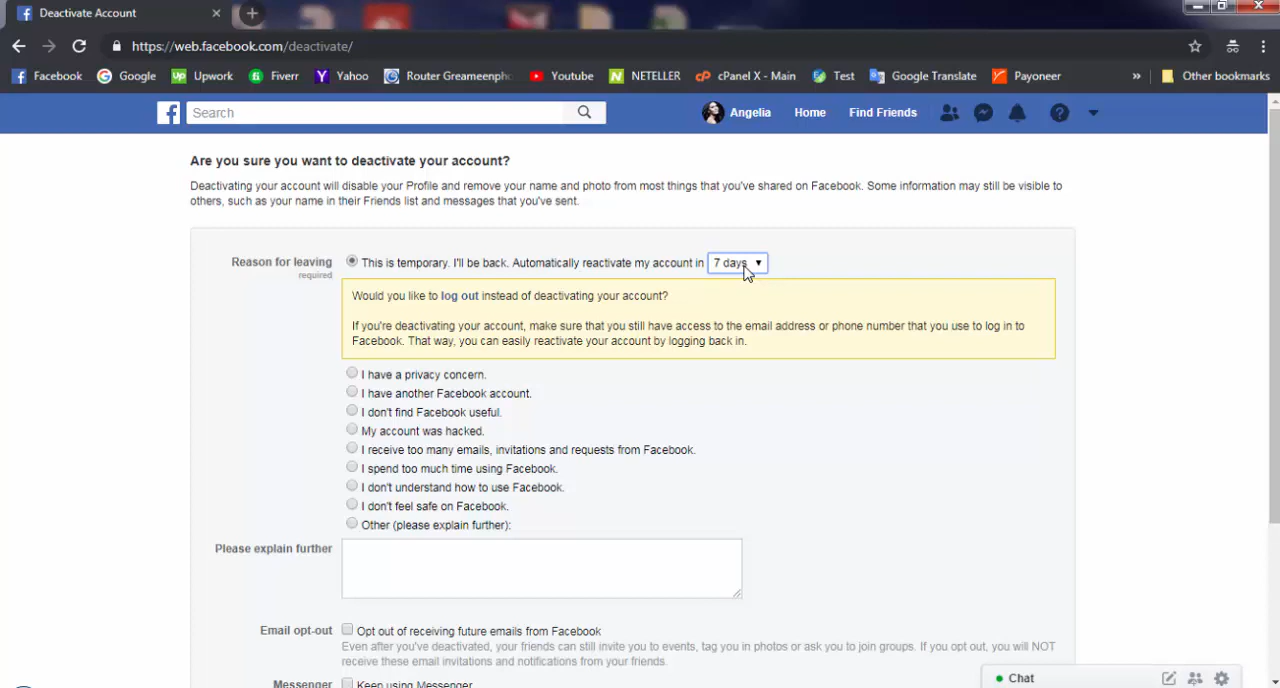 Deactivate Account
https://web.facebook.com/deactivate/
Facebook Google Upwork Fiverr Yahoo Router Greameenpho Youtube NETELLER cPanel X - Main Test Google Translate Payoneer » Other bookmarks
Search Angelia Home Find Friends
Are you sure you want to deactivate your account?
Deactivating your account will disable your Profile and remove your name and photo from most things that you've shared on Facebook. Some information may still be visible to
others, such as your name in their Friends list and messages that you've sent.
Reason for leaving This is temporary. I'll be back. Automatically reactivate my account in 7 days
required
Would you like to log out instead of deactivating your account?
If you're deactivating your account, make sure that you still have access to the email address or phone number that you use to log in to
Facebook. That way, you can easily reactivate your account by logging back in.
I have a privacy concern.
I have another Facebook account.
I don't find Facebook useful.
My account was hacked.
I receive too many emails, invitations and requests from Facebook.
I spend too much time using Facebook.
I don't understand how to use Facebook.
I don't feel safe on Facebook.
Other (please explain further):
Please explain further
Email opt-out Opt out of receiving future emails from Facebook
Even after you've deactivated, your friends can still invite you to events, tag you in photos or ask you to join groups. If you opt out, you will NOT
receive these email invitations and notifications from your friends.
Messenger Keep using Messenger
Chat